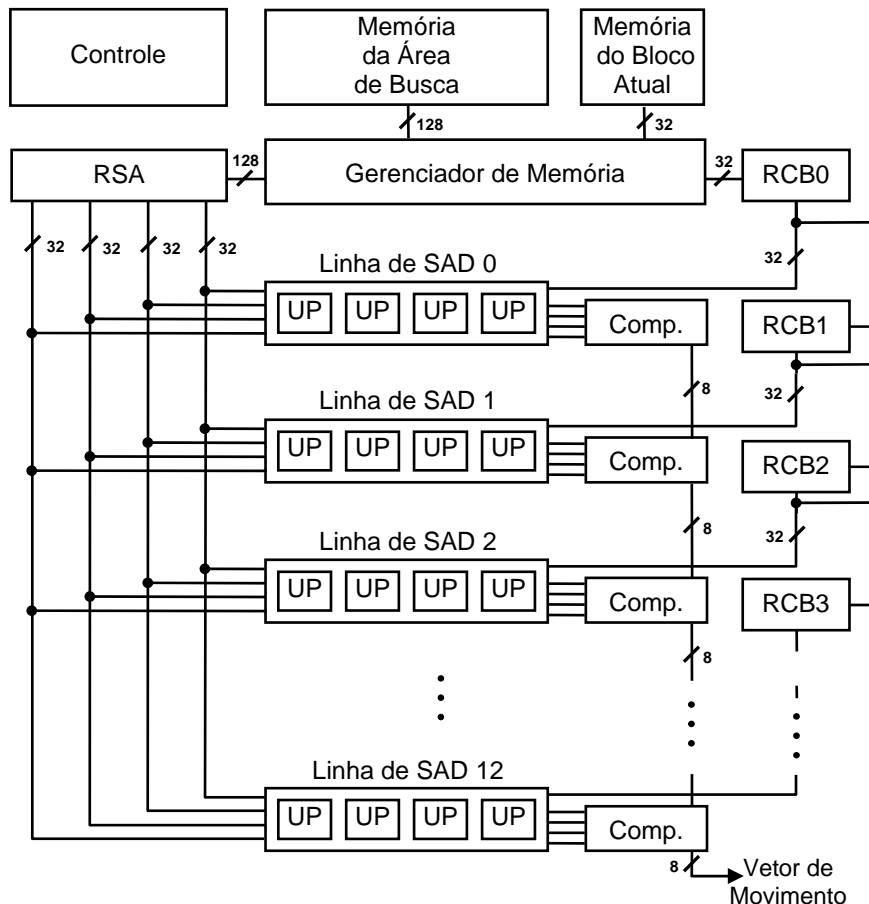 Controle
Memória
da Área
de Busca
Memória
do Bloco
Atual
128
32
RSA
128
Gerenciador de Memória
32
RCB0
32
32
32
32
32
Linha de SAD 0
UP
UP
UP
UP
Comp.
RCB1
8
32
Linha de SAD 1
UP
UP
UP
UP
Comp.
RCB2
8
32
Linha de SAD 2
UP
UP
UP
UP
Comp.
RCB3
8
Linha de SAD 12
UP
UP
UP
UP
Comp.
8
Vetor de
Movimento